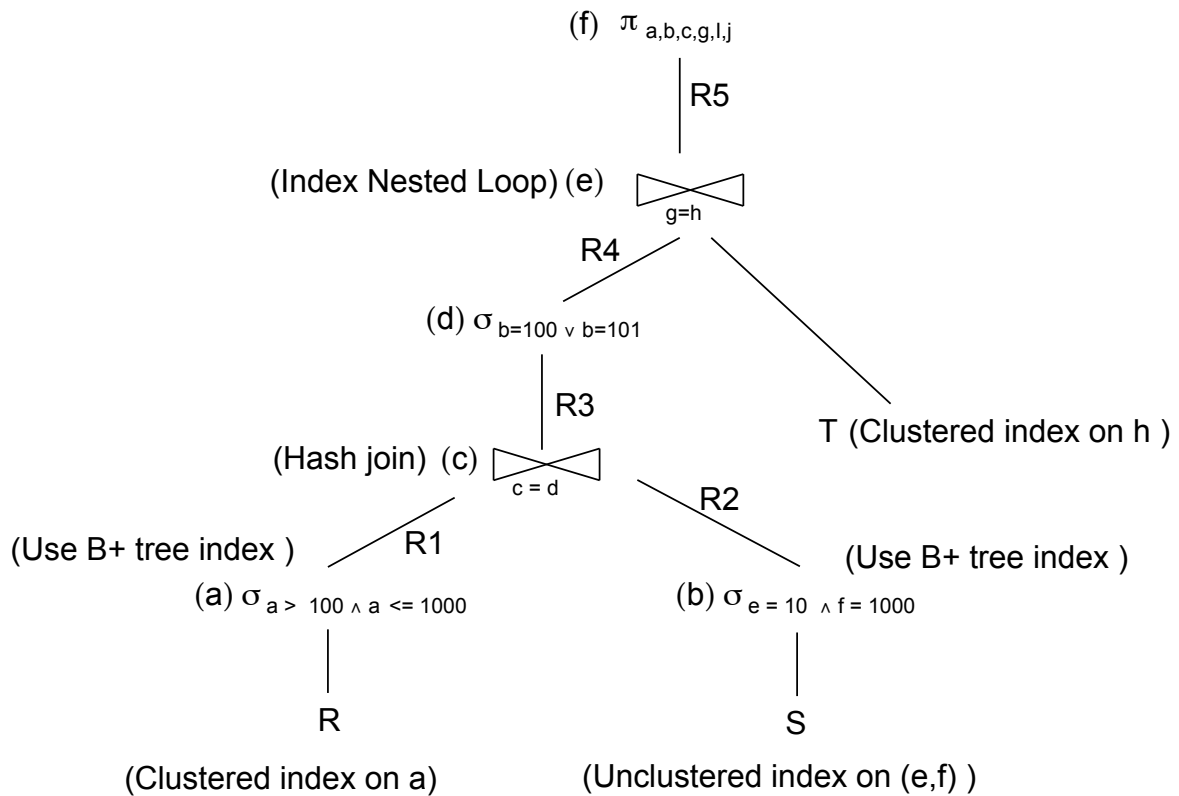 (f) π a,b,c,g,I,j
R5
(Index Nested Loop) (e)
g=h
R4
(d) σ b=100 ∨ b=101
R3
T (Clustered index on h )
(Hash join) (c)
c = d
R2
R1
(Use B+ tree index )
(Use B+ tree index )
(a) σ a > 100 ∧ a <= 1000
(b) σ e = 10 ∧ f = 1000
R
S
(Clustered index on a)
(Unclustered index on (e,f) )